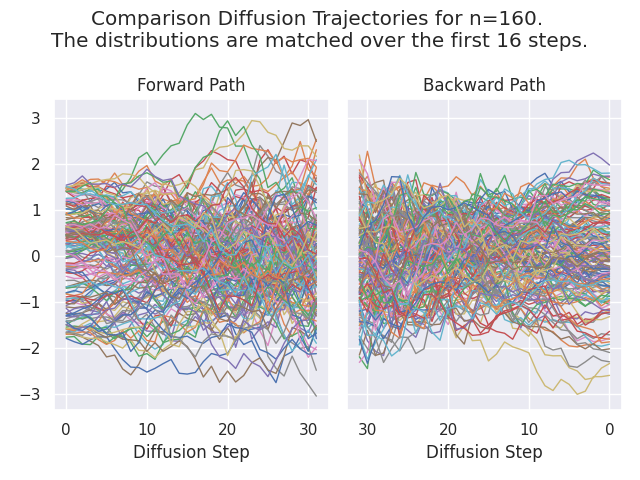 Comparison Diffusion Trajectories for n=160.
The distributions are matched over the first 16 steps.
Forward Path
Backward Path
3
2
1
0
−1
−2
−3
0 10 20 30
30 20 10 0
Diffusion Step
Diffusion Step